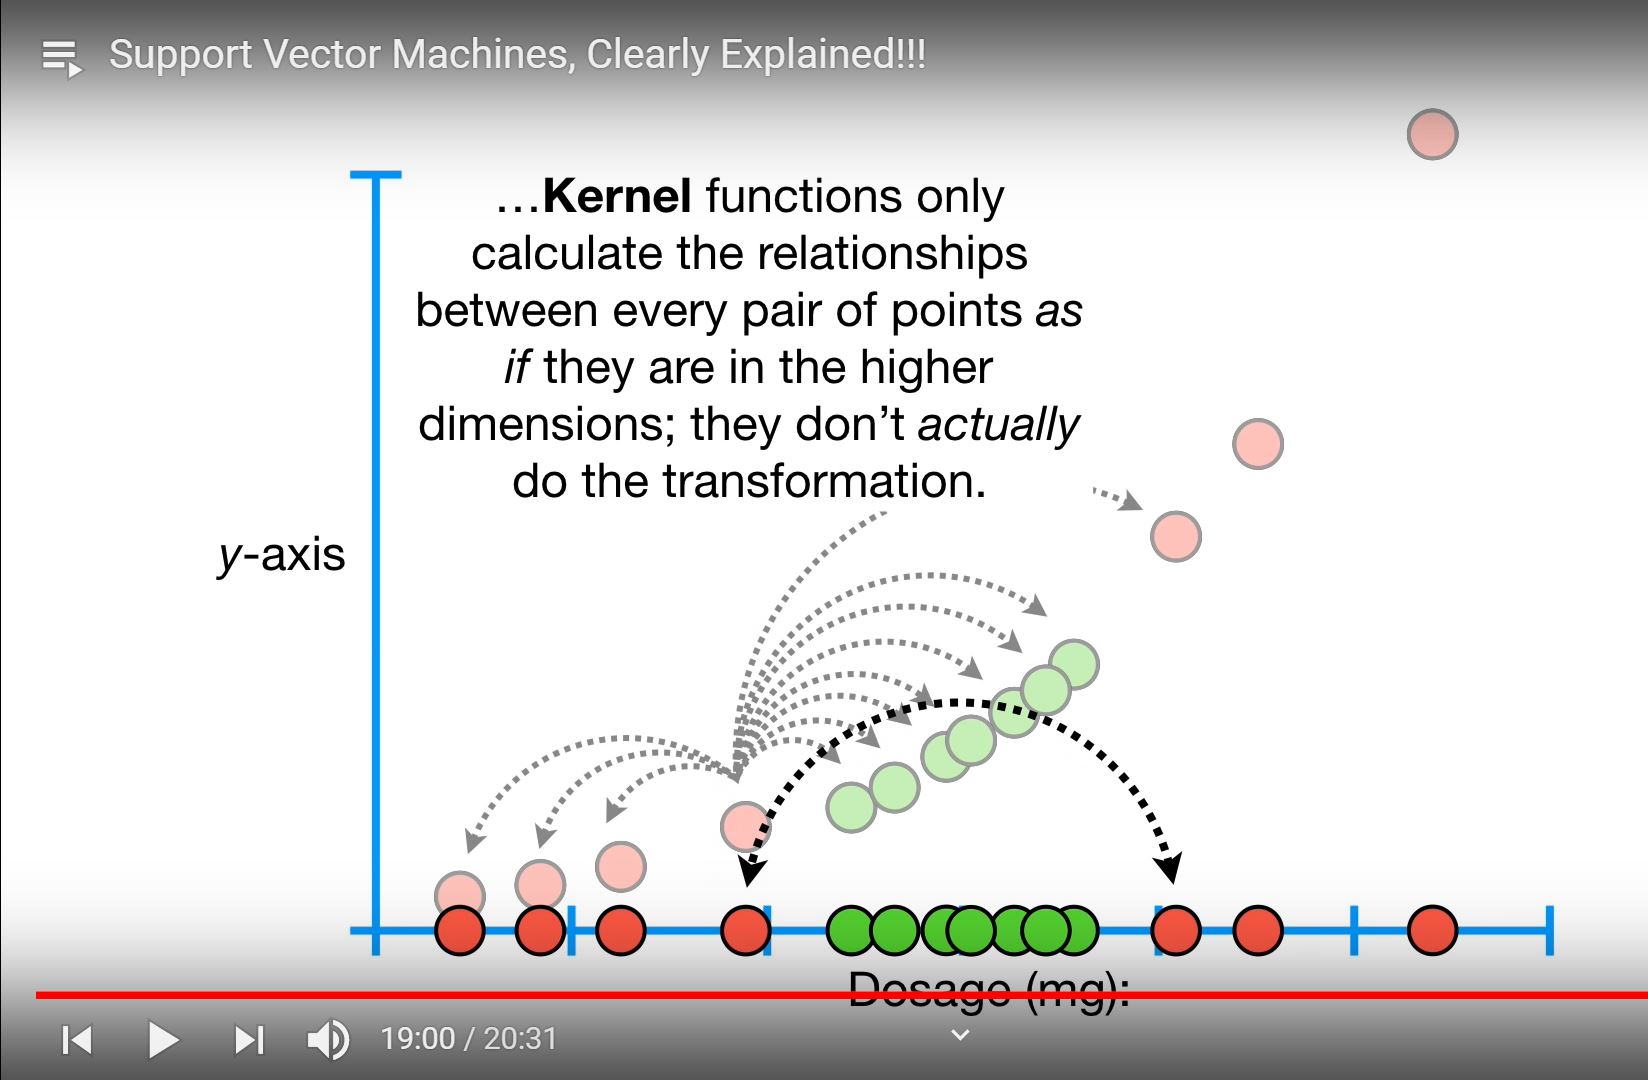 Support Vector Machines, Clearly Explained!!!
…Kernel functions only
calculate the relationships
between every pair of points as
if they are in the higher
dimensions; they don’t actually
do the transformation.
y-axis
Dosage (mg):
19:00 / 20:31